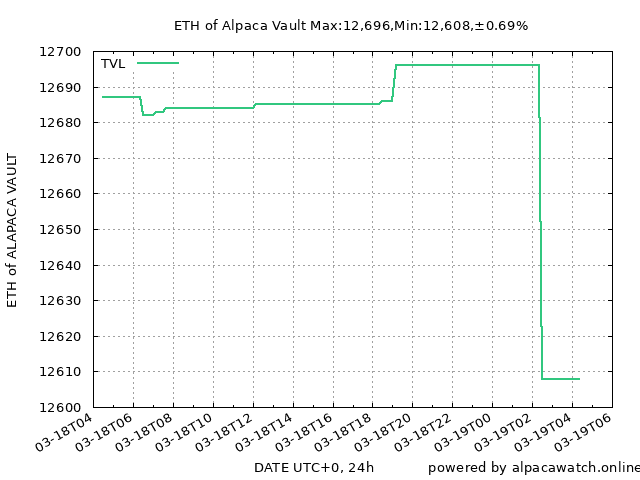 ETH of Alpaca Vault Max:12,696,Min:12,608,±0.69%
TVL
ETH of ALAPACA VAULT
12700
12690
12680
12670
12660
12650
12640
12630
12620
12610
12600
03-18T04
03-18T06
03-18T08
03-18T10
03-18T12
03-18T14
03-18T16
03-18T18
03-18T20
03-18T22
03-19T00
03-19T02
03-19T04
03-19T06
DATE UTC+0, 24h
powered by alpacawatch.online